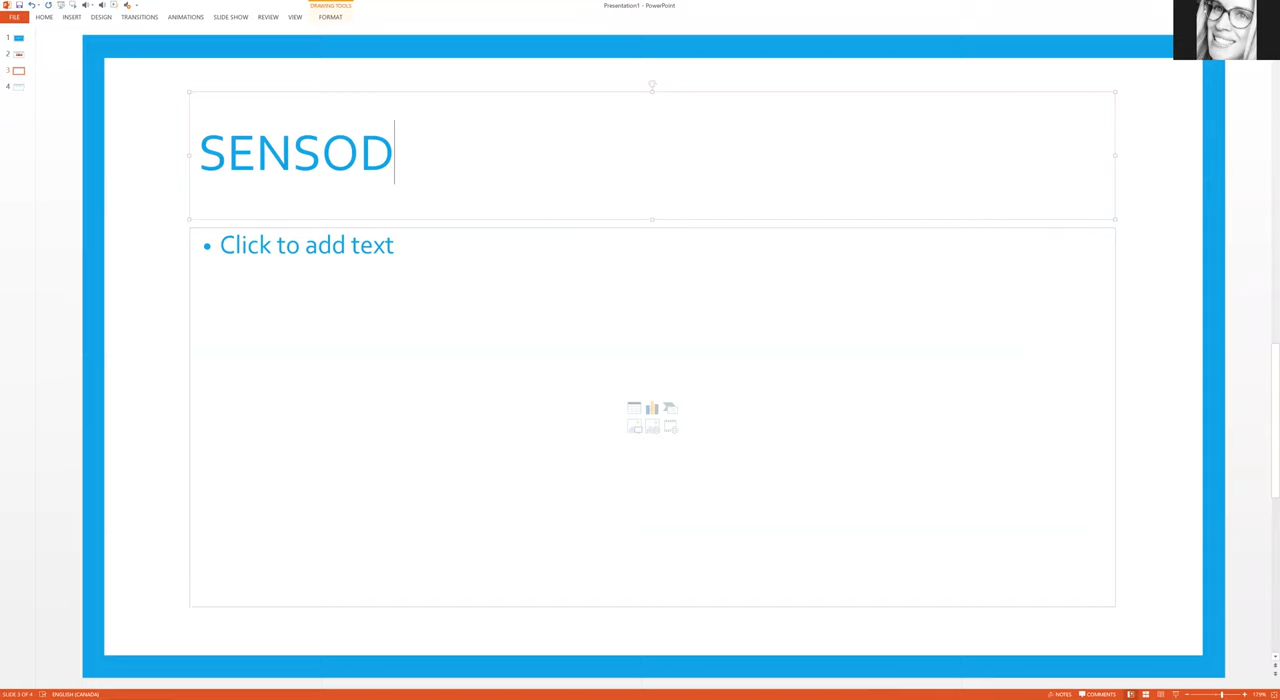 DRAWING TOOLS
Presentation1 - PowerPoint
FILE HOME INSERT DESIGN TRANSITIONS ANIMATIONS SLIDE SHOW REVIEW VIEW FORMAT
1
2
3
4
SENSOD
• Click to add text
SLIDE 3 OF 4 ENGLISH (CANADA) NOTES COMMENTS 179%